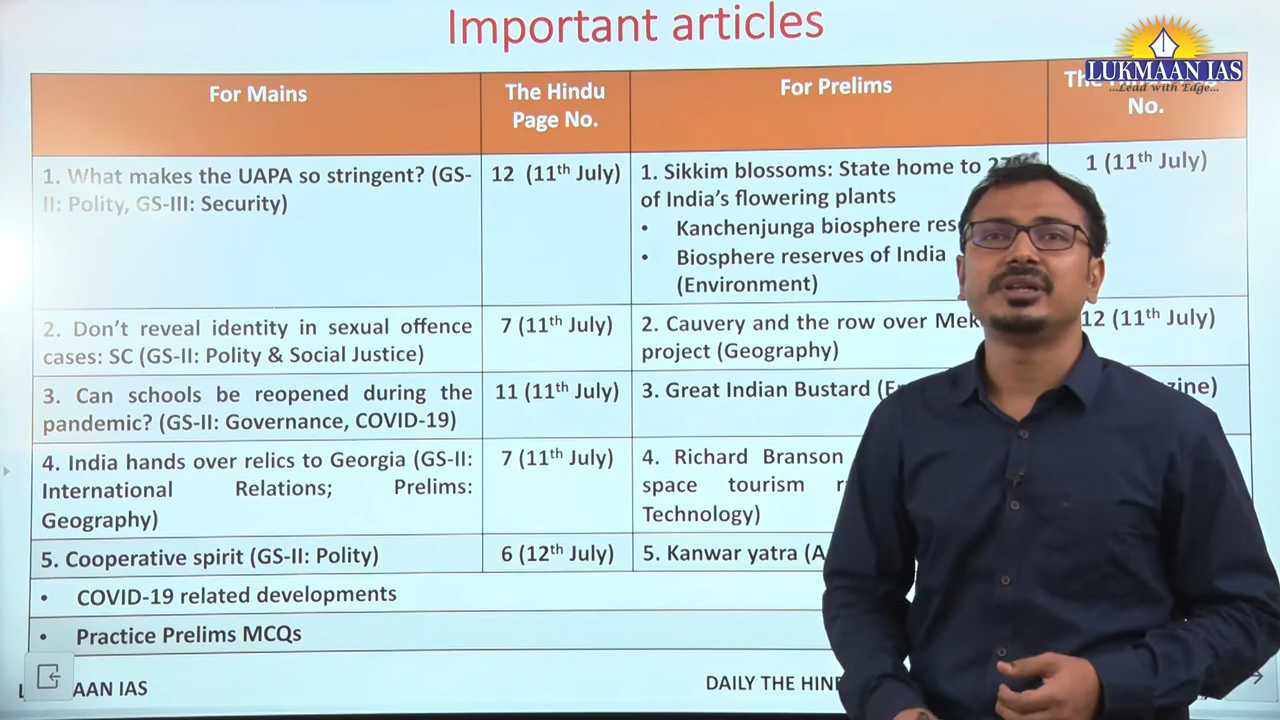 Important articles
LUKMAAN IAS
...Lead with Edge...
For Mains
The Hindu
Page No.
For Prelims
No.
1. What makes the UAPA so stringent? (GS-
II: Polity, GS-III: Security)
12 (11th July)
1. Sikkim blossoms: State home to 27%
of India's flowering plants
• Kanchenjunga biosphere
• Biosphere reserves of India
(Environment)
1 (11th July)
2. Don't reveal identity in sexual offence
cases: SC (GS-II: Polity & Social Justice)
7 (11th July)
2. Cauvery and the row over
project (Geography)
12 (11th July)
3. Can schools be reopened during the
pandemic? (GS-II: Governance, COVID-19)
11 (11th July)
3. Great Indian Bustard
4. India hands over relics to Georgia (GS-II:
International Relations; Prelims:
Geography)
7 (11th July)
4. Richard Branson
space tourism
Technology)
5. Cooperative spirit (GS-II: Polity)
6 (12th July)
5. Kanwar yatra
• COVID-19 related developments
• Practice Prelims MCQs
AAN IAS
DAILY THE